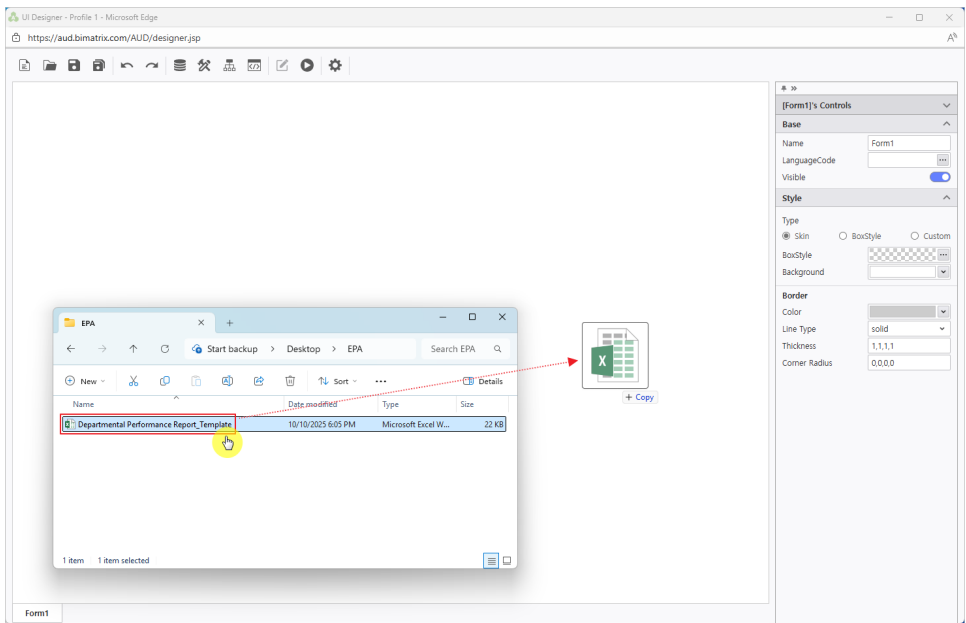 UI Designer - Profile 1 - Microsoft Edge
https://aud.bimatrix.com/AUD/designer.jsp
[Form1]'s Controls
Base
Name Form1
LanguageCode
Visible
Style
Type
Skin BoxStyle Custom
BoxStyle
Background
Border
Color
Line Type solid
Thickness 1,1,1,1
Corner Radius 0,0,0,0
EPA
Start backup > Desktop > EPA Search EPA
New Sort Details
Name Date modified Type Size
Departmental Performance Report_Template 10/10/2025 6:05 PM Microsoft Excel W... 22 KB
1 item 1 item selected
X
+ Copy
Form1